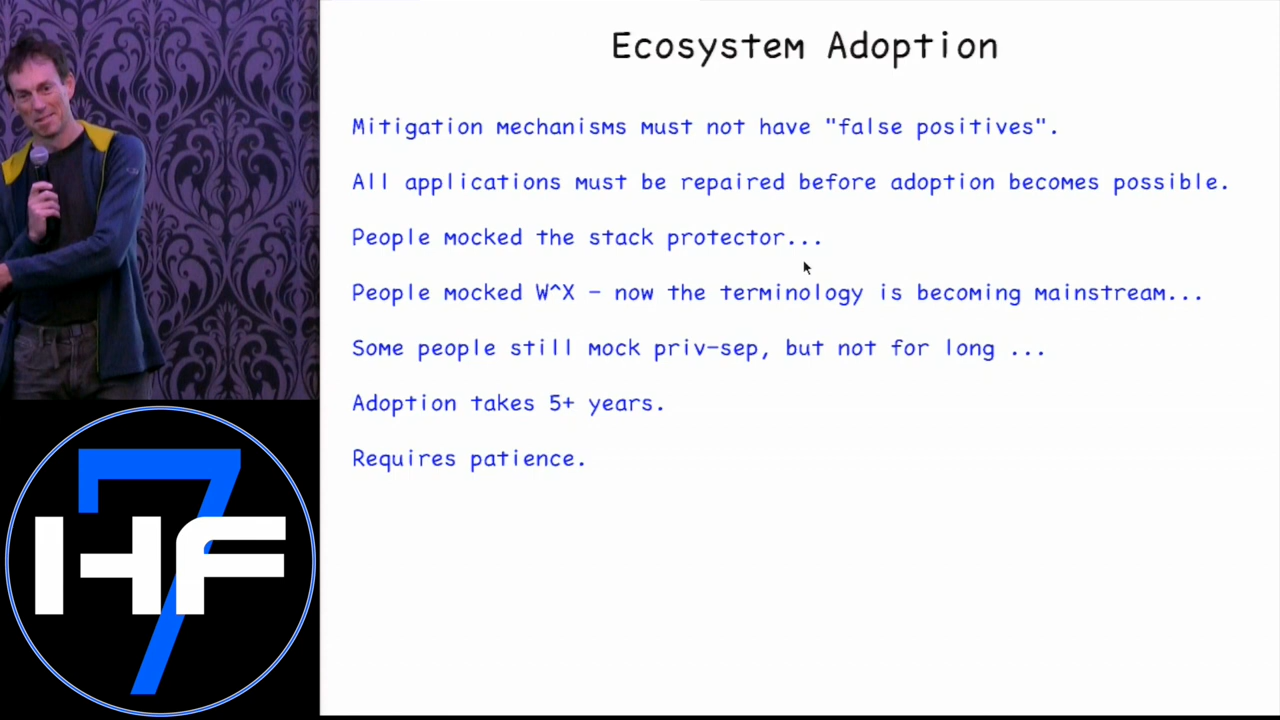 Ecosystem Adoption
Mitigation mechanisms must not have "false positives".
All applications must be repaired before adoption becomes possible.
People mocked the stack protector...
People mocked W^X - now the terminology is becoming mainstream...
Some people still mock priv-sep, but not for long ...
Adoption takes 5+ years.
Requires patience.
7
HF